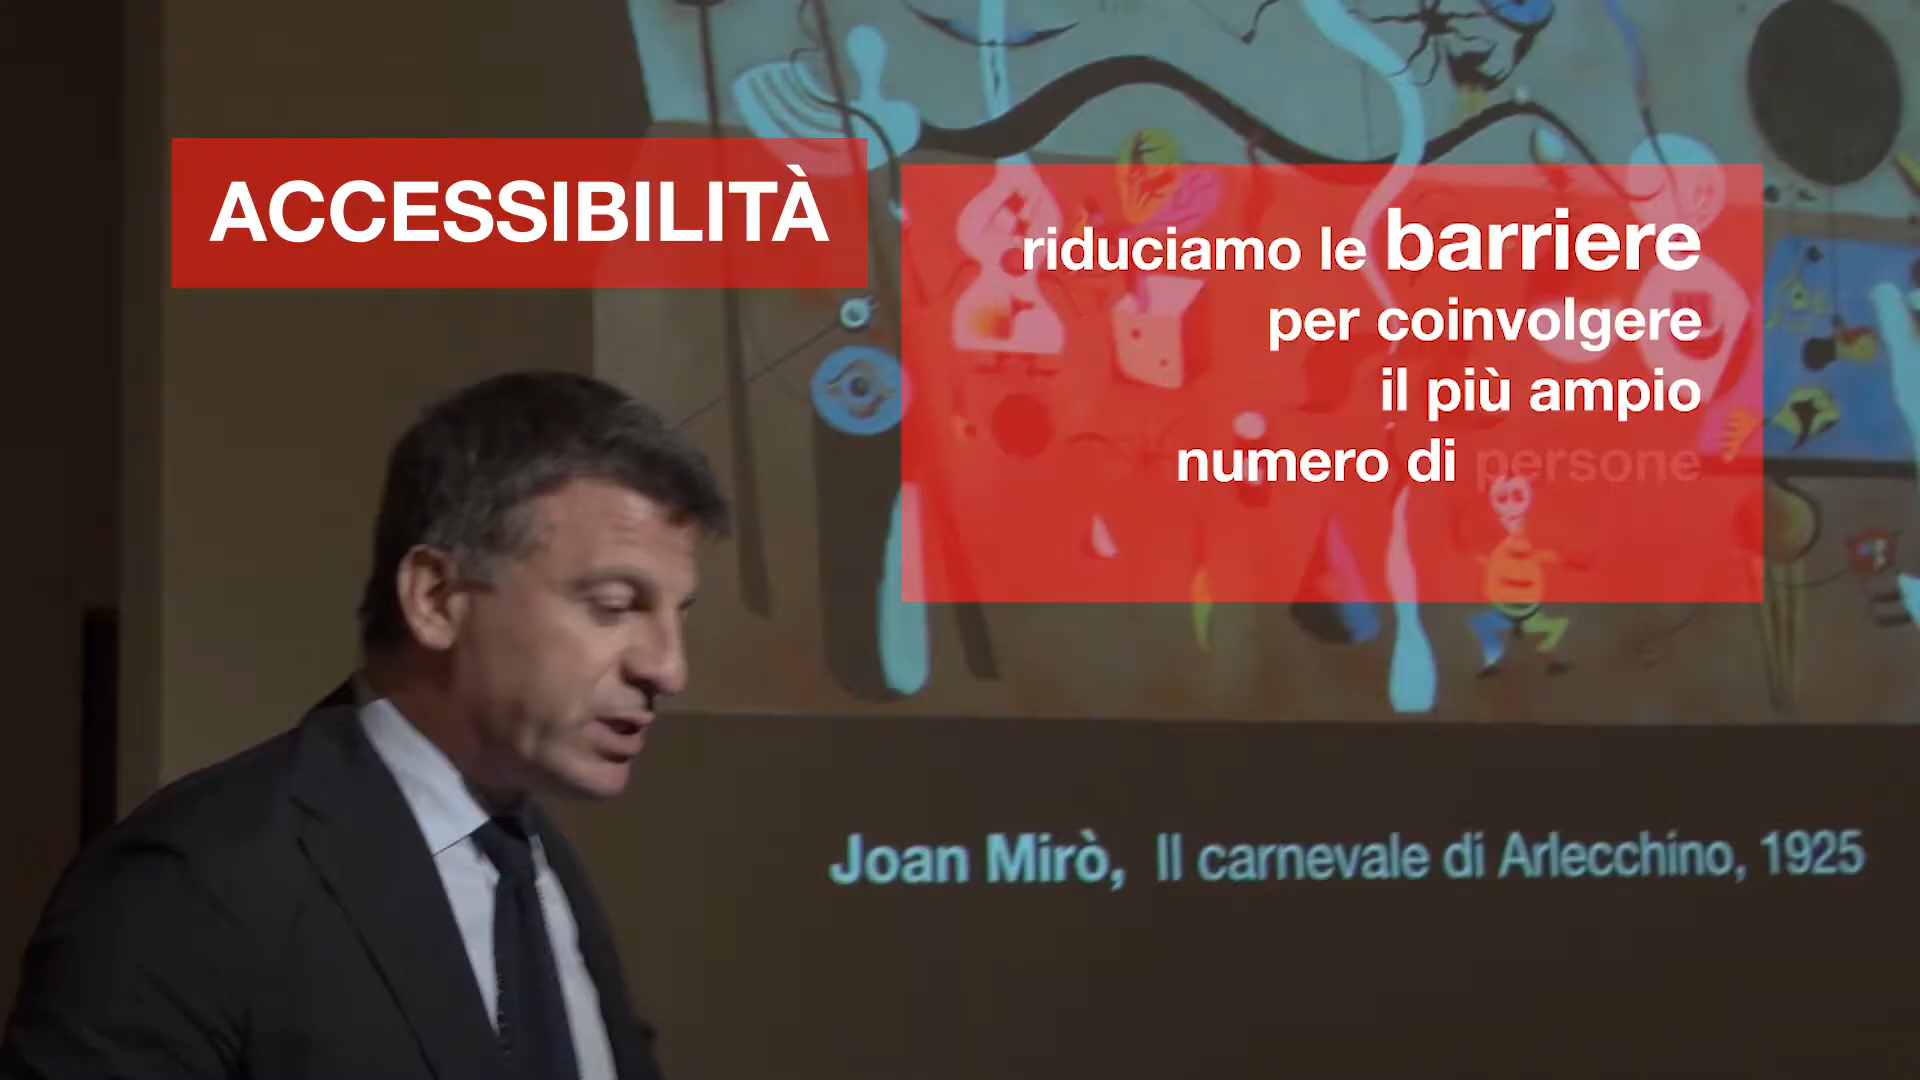 ACCESSIBILITÀ
riduciamo le barriere
per coinvolgere
il più ampio
numero di persone
Joan Mirò, Il carnevale di Arlecchino, 1925